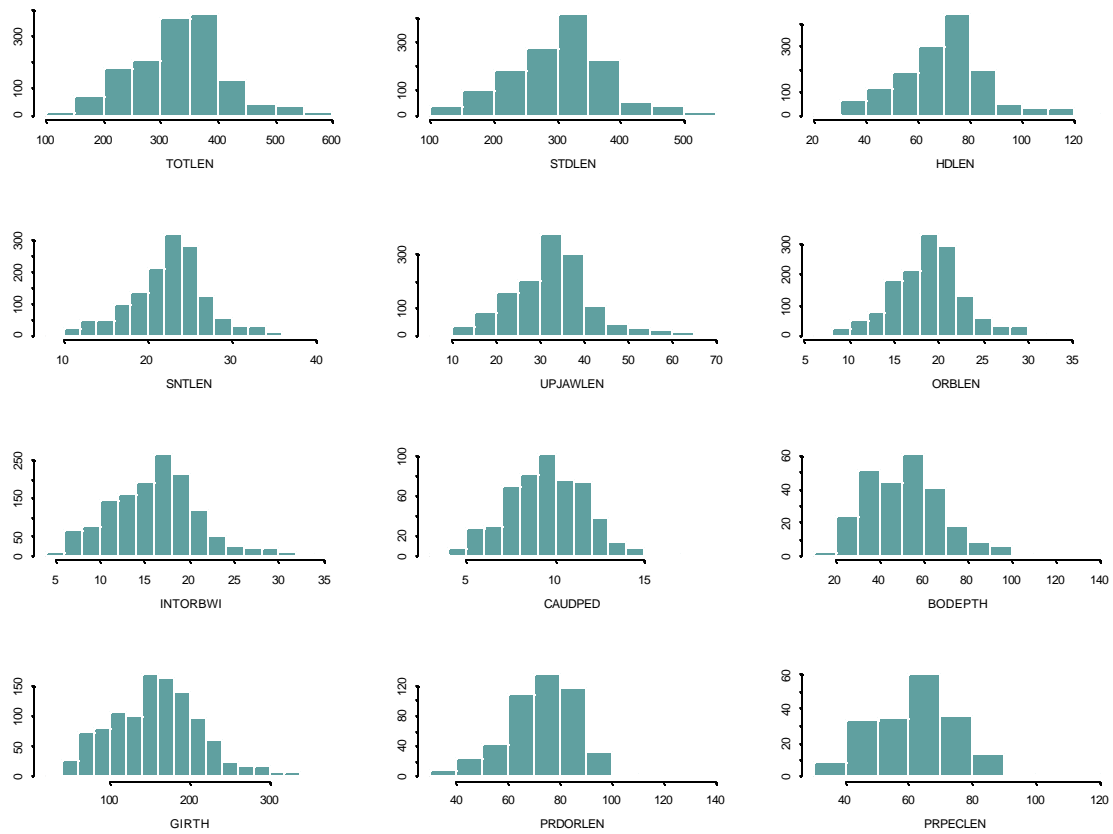 100 300
100 200 300 400 500 600
TOTLEN
100 300
100 200 300 400 500
STDLEN
100 300
20 40 60 80 100 120
HDLEN
0 100 200 300
10 20 30 40
SNTLEN
0 100 300
10 20 30 40 50 60 70
UPJAWLEN
0 100 200 300
5 10 15 20 25 30 35
ORBLEN
0 50 150 250
5 10 15 20 25 30 35
INTORBWI
0 20 60 100
5 10 15
CAUDPED
0 20 40 60
20 40 60 80 100 120 140
BODEPTH
0 50 100 150
100 200 300
GIRTH
0 40 80 120
40 60 80 100 120 140
PRDORLEN
0 20 40 60
40 60 80 100 120
PRPECLEN